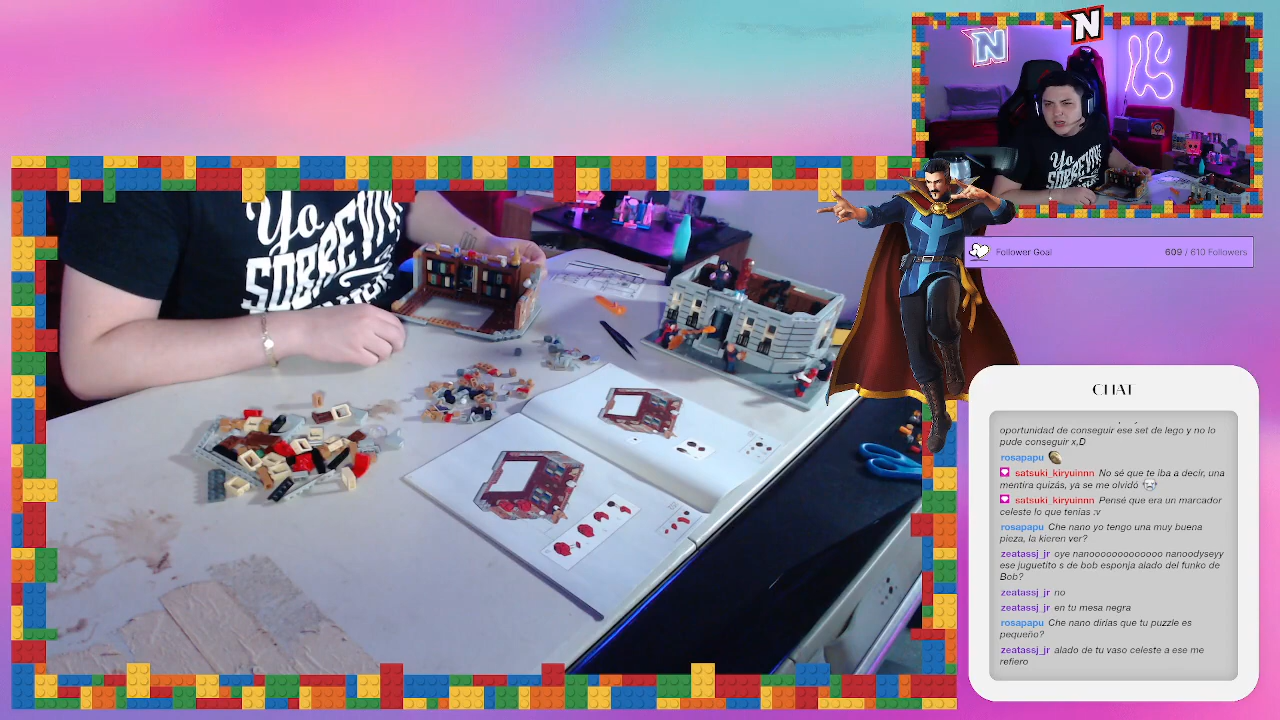 N
N
Yo
SOBREVIVÍ
Yo
SOBREVIVÍ
Follower Goal
609 / 610 Followers
CHAT
oportunidad de conseguir ese set de lego y no lo
pude conseguir x,D
rosapapu
satsuki_kiryuinnn No sé que te iba a decir, una
mentira quizás, ya se me olvidó
satsuki_kiryuinnn Pensé que era un marcador
celeste lo que tenias :v
rosapapu Che nano yo tengo una muy buena
pieza, la kieren ver?
zeatassj_jr oye nanooooooooooooo nanoodyseyy
ese juguetito s de bob esponja alado del funko de
Bob?
zeatassj_jr no
zeatassj_jr en tu mesa negra
rosapapu Che nano dirías que tu puzzle es
pequeño?
zeatassj_jr alado de tu vaso celeste a ese me
refiero